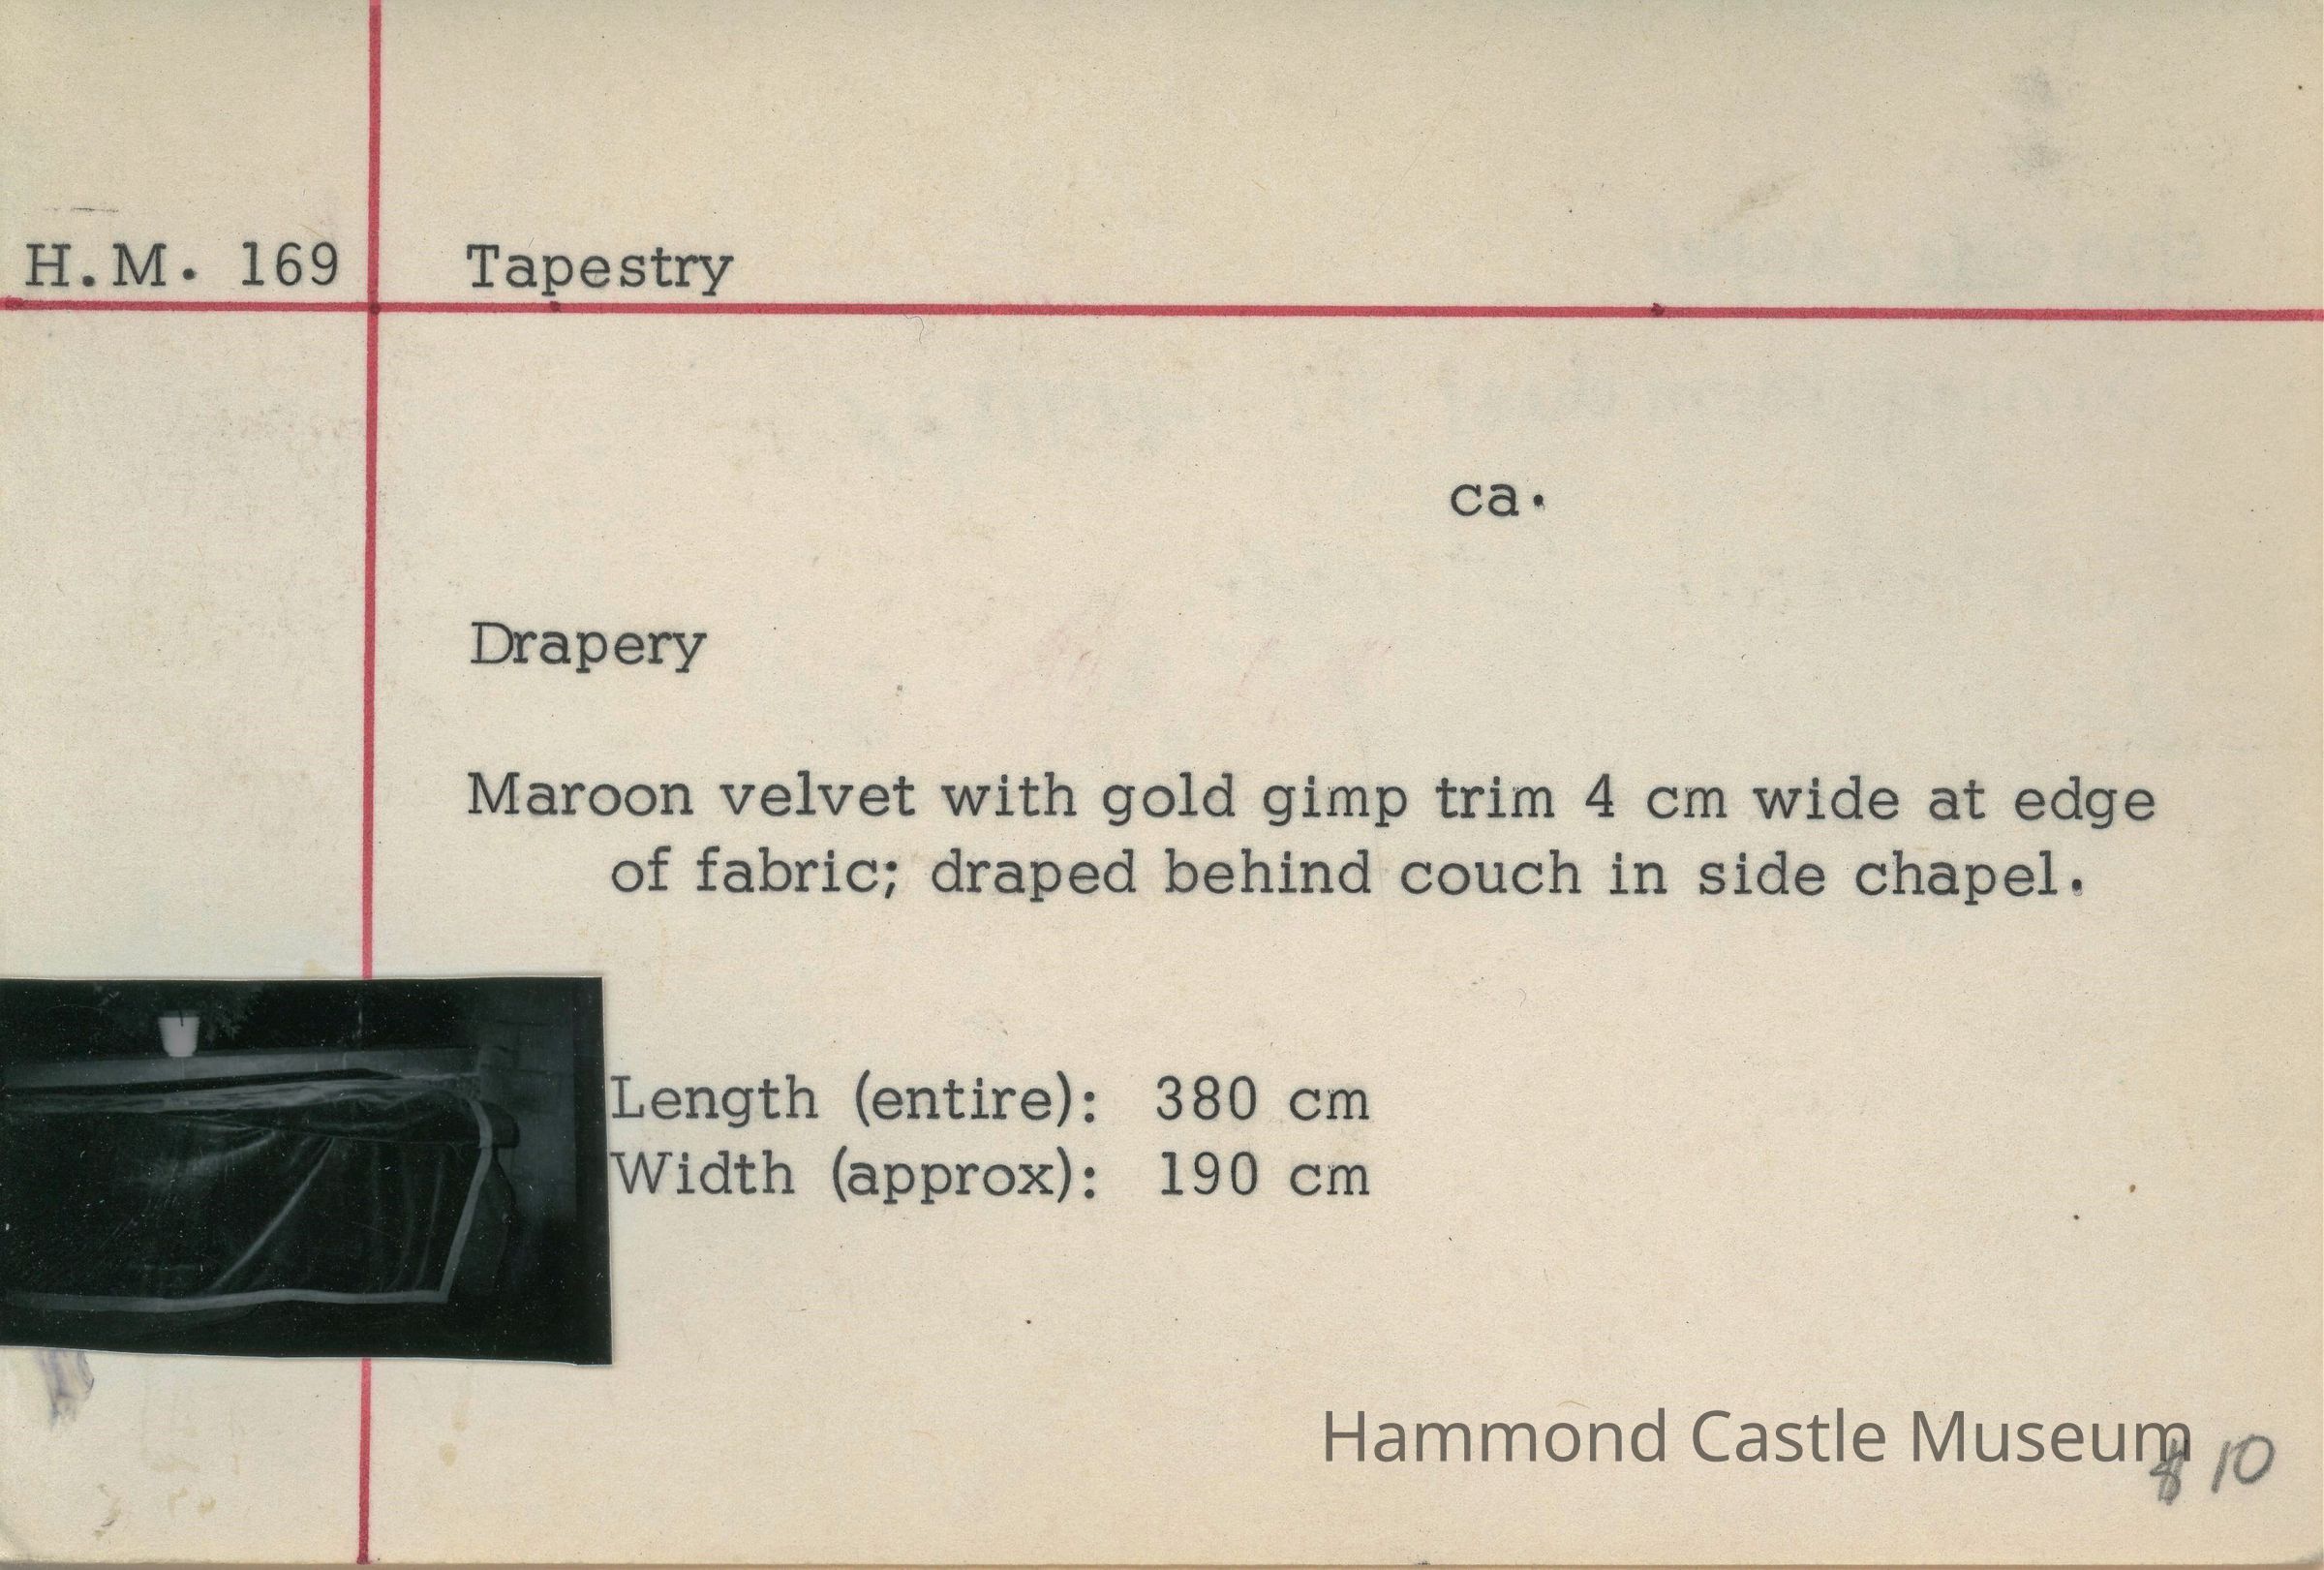 H.M. 169 Tapestry
ca.
Drapery
Maroon velvet with gold gimp trim 4 cm wide at edge
of fabric; draped behind couch in side chapel.
Length (entire): 380 cm
Width (approx): 190 cm
Hammond Castle Museum
10